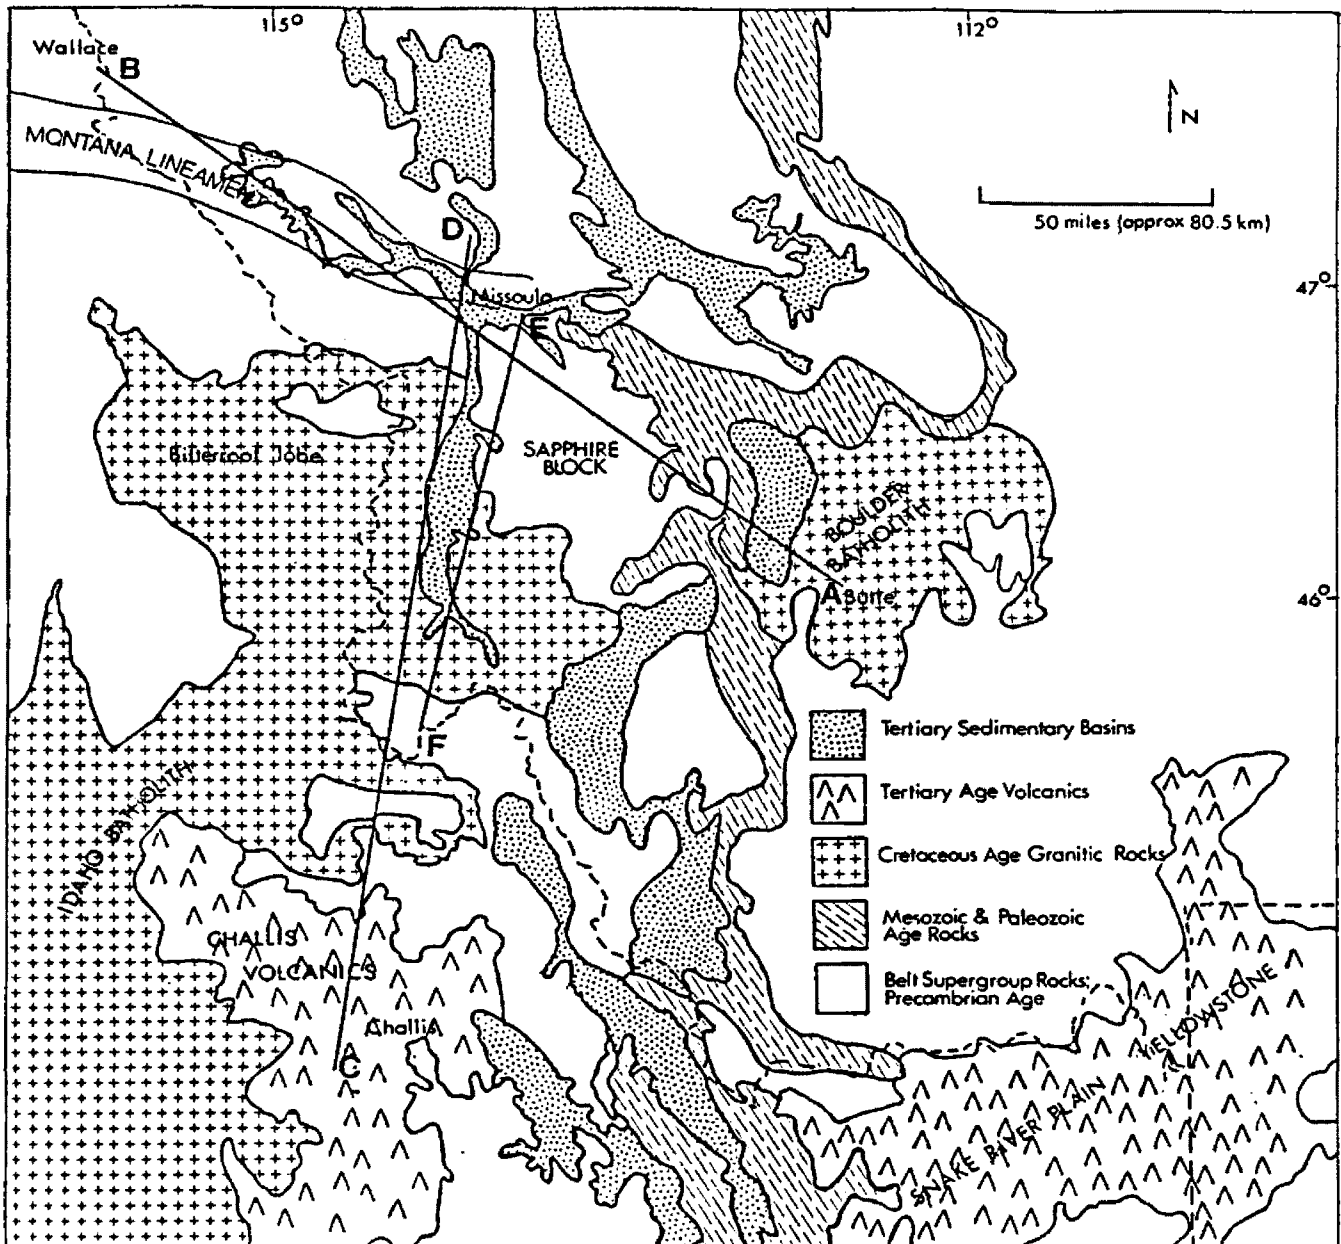 115°
112°
Wallace
B
N
MONTANA LINEAMENT
50 miles (approx 80.5 km)
D
47°
Missoula
E
SAPPHIRE
BLOCK
Bitterroot Lobe
BOULDER
BATHOLITH
A Butte
46°
F
Tertiary Sedimentary Basins
IDAHO BATHOLITH
Tertiary Age Volcanics
Cretaceous Age Granitic Rocks
Mesozoic & Paleozoic
Age Rocks
CHALLIS
VOLCANICS
Belt Supergroup Rocks;
Precambrian Age
Challis
C
YELLOWSTONE
SNAKE RIVER PLAIN